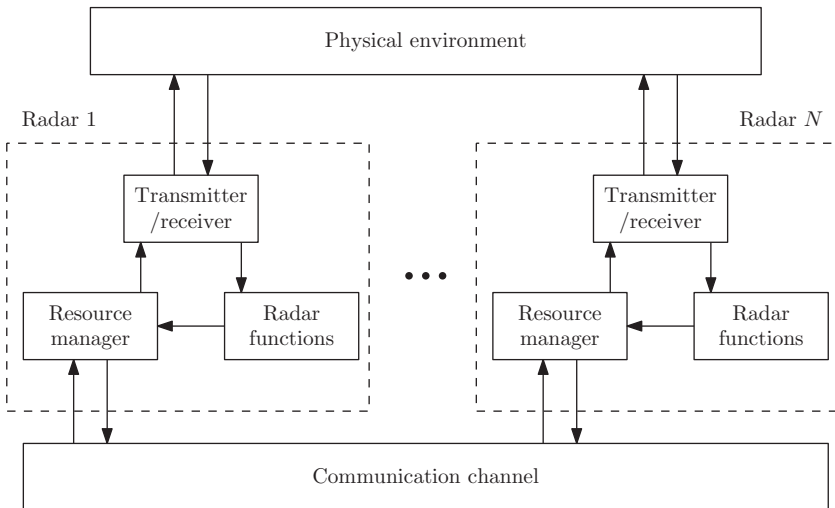 Physical environment
Radar 1
Radar N
Transmitter
/receiver
Transmitter
/receiver
Resource
manager
Radar
functions
Resource
manager
Radar
functions
Communication channel